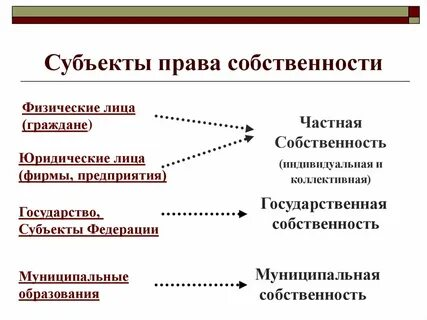 Субъекты права собственности
Физические лица
(граждане)
Юридические лица
(фирмы, предприятия)
Государство,
Субъекты Федерации
Муниципальные
образования
Частная
Собственность
(индивидуальная и
коллективная)
Государственная
собственность
Муниципальная
собственность